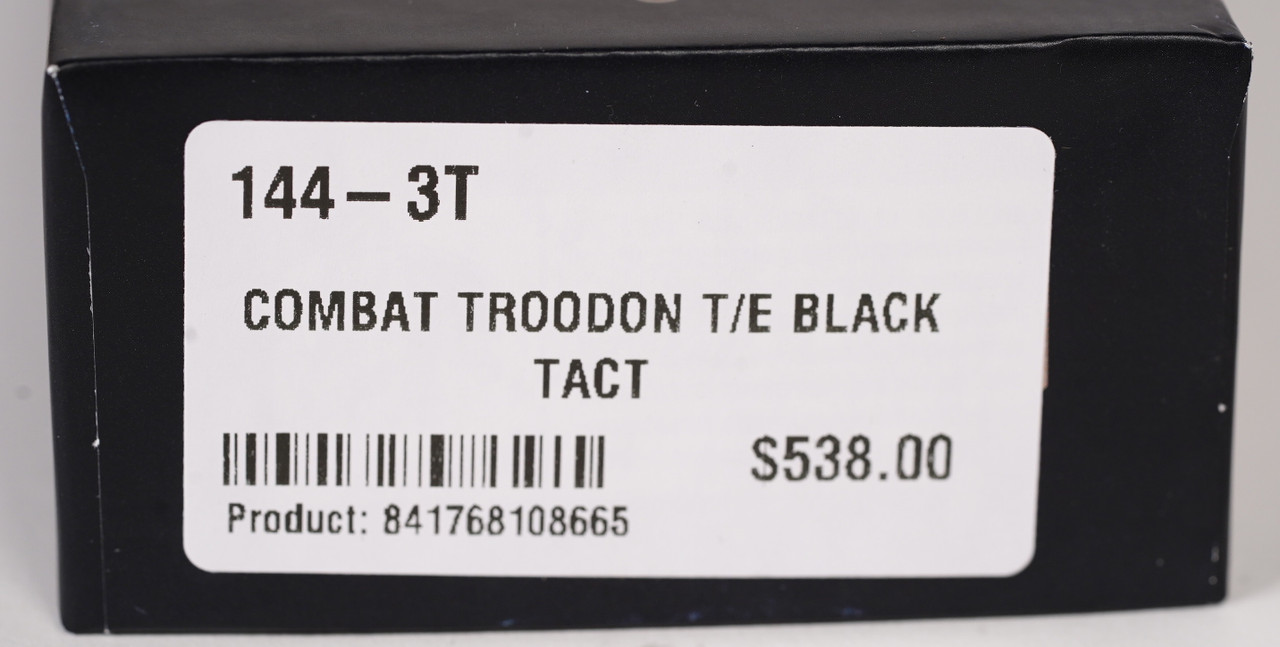 144-3T
COMBAT TROODON T/E BLACK
TACT
$538.00
Product: 841768108665